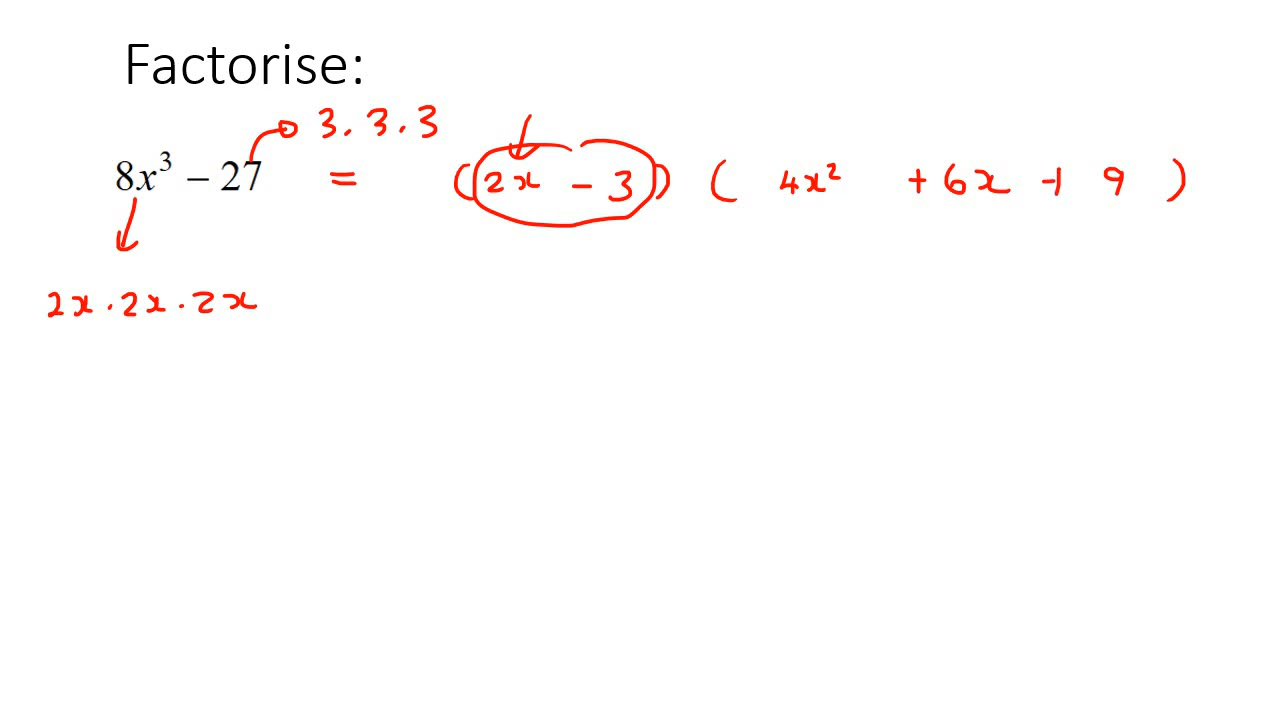 Factorise:
3 . 3 . 3
8x³ − 27 = (2x − 3) ( 4x² + 6x + 9 )
2x . 2x . 2x